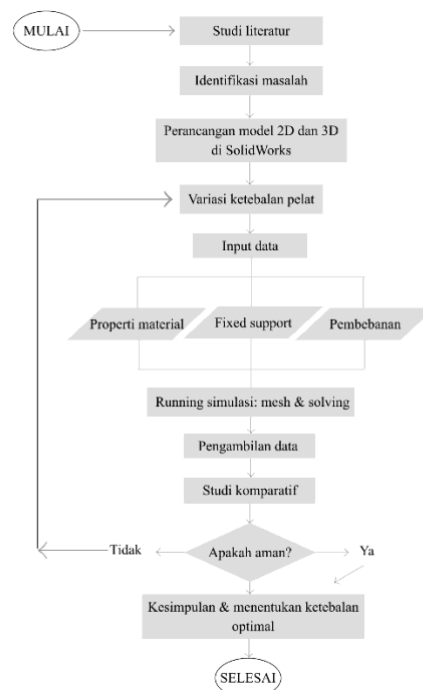 MULAI
Studi literatur
Identifikasi masalah
Perancangan model 2D dan 3D
di SolidWorks
Variasi ketebalan pelat
Input data
Properti material
Fixed support
Pembebanan
Running simulasi: mesh & solving
Pengambilan data
Studi komparatif
Apakah aman?
Tidak
Ya
Kesimpulan & menentukan ketebalan
optimal
SELESAI